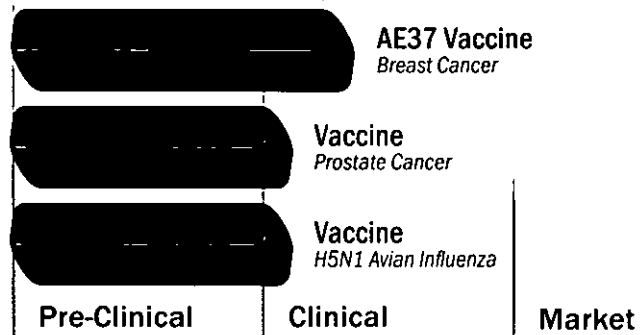 AE37 Vaccine
Breast Cancer
Vaccine
Prostate Cancer
Vaccine
H5N1 Avian Influenza
Pre-Clinical Clinical Market